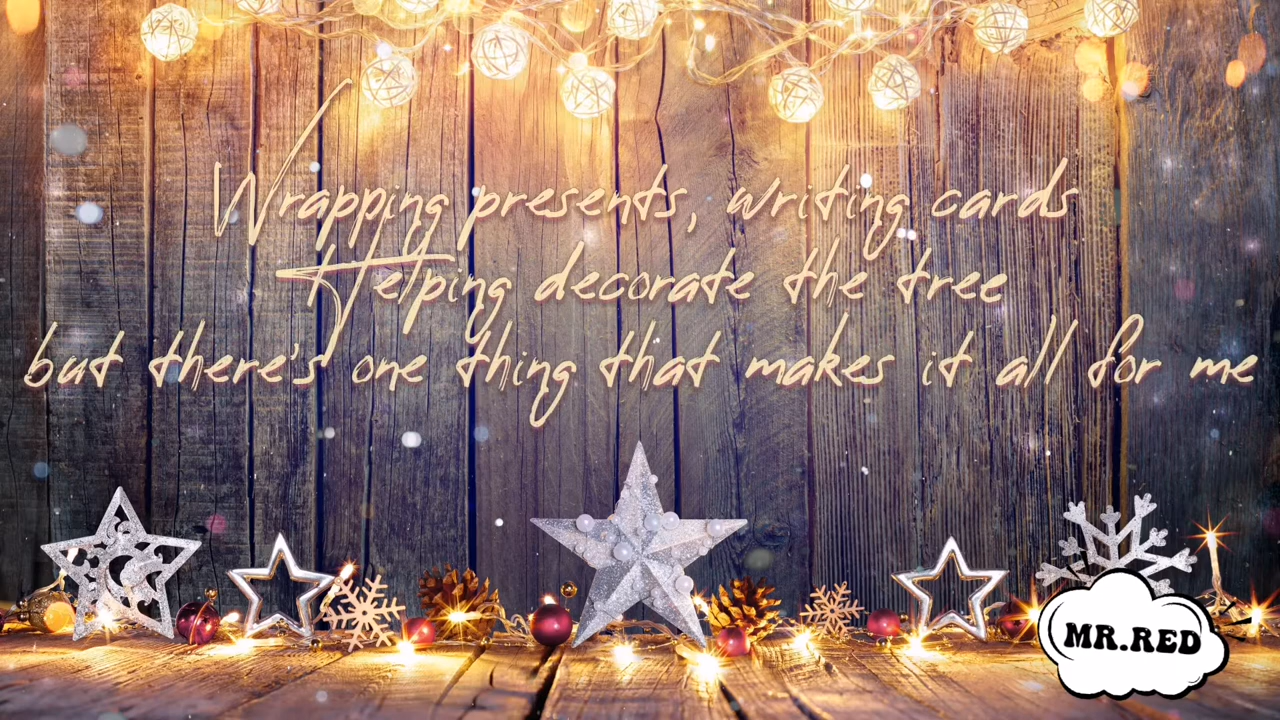 Wrapping presents, writing cards
Helping decorate the tree
but there's one thing that makes it all for me
MR.RED